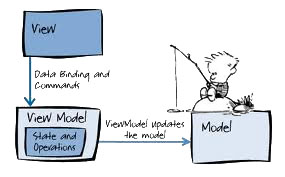 View
Data Binding and
Commands
View Model
State and
Operations
ViewModel updates
the model
Model